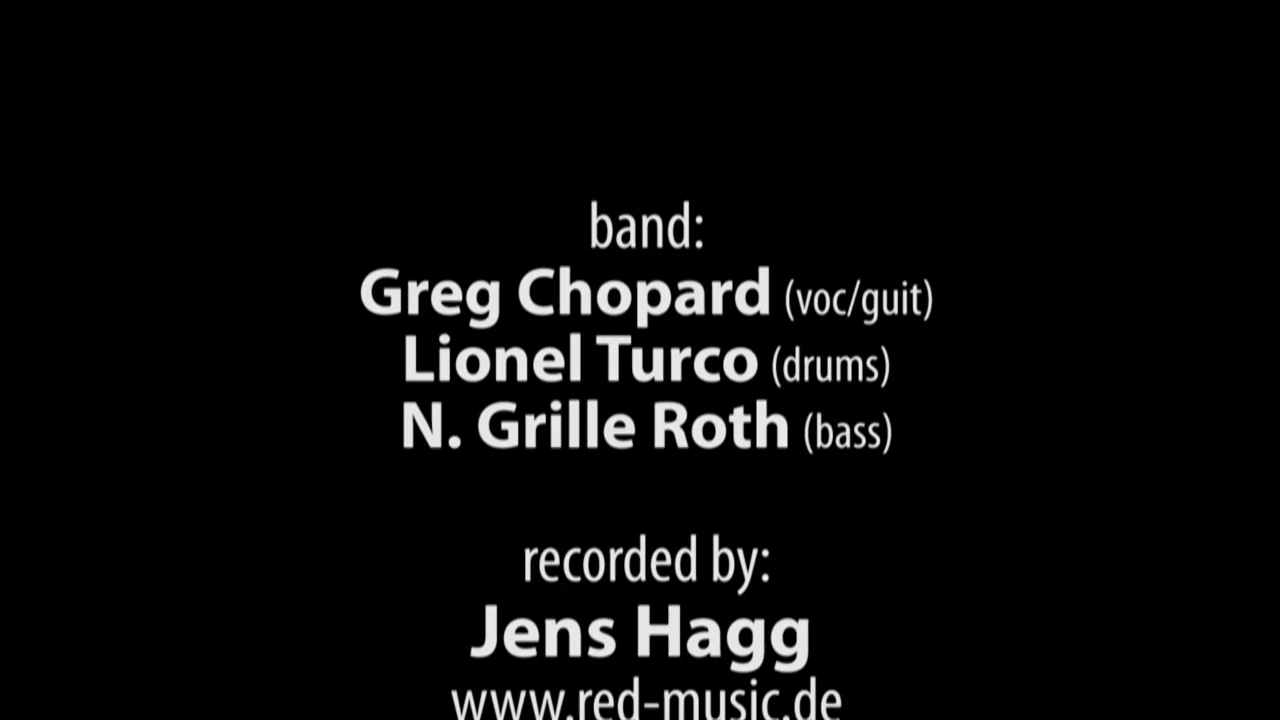 band:
Greg Chopard (voc/guit)
Lionel Turco (drums)
N. Grille Roth (bass)
recorded by:
Jens Hagg
www.red-music.de